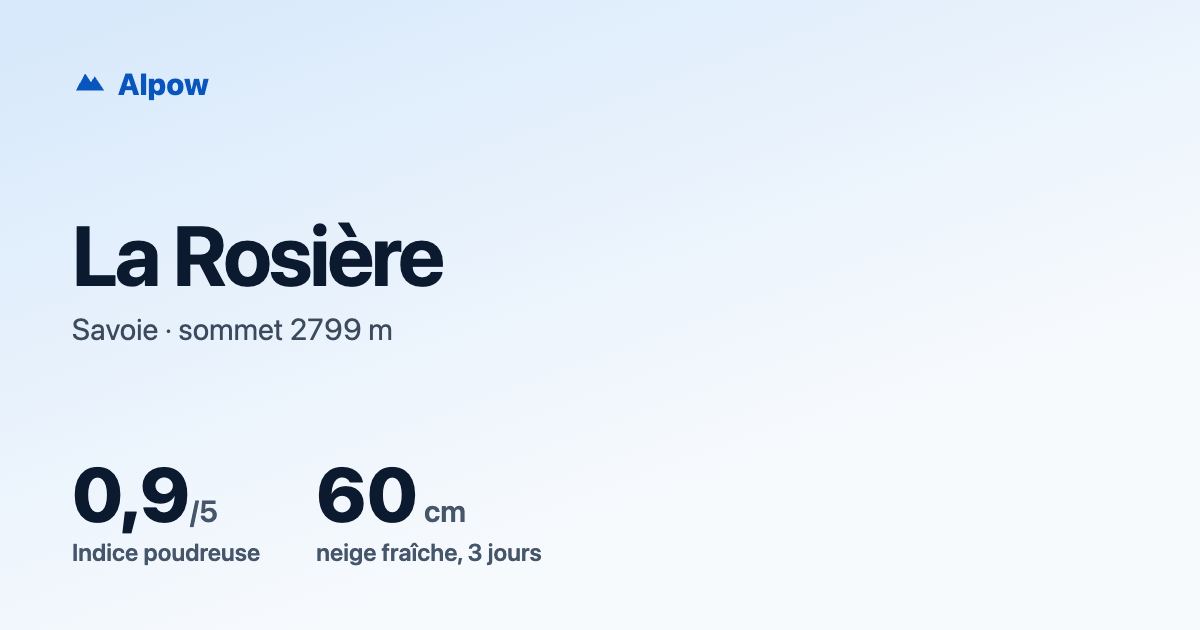 Alpow
La Rosière
Savoie · sommet 2799 m
0,9/5 60 cm
Indice poudreuse neige fraîche, 3 jours